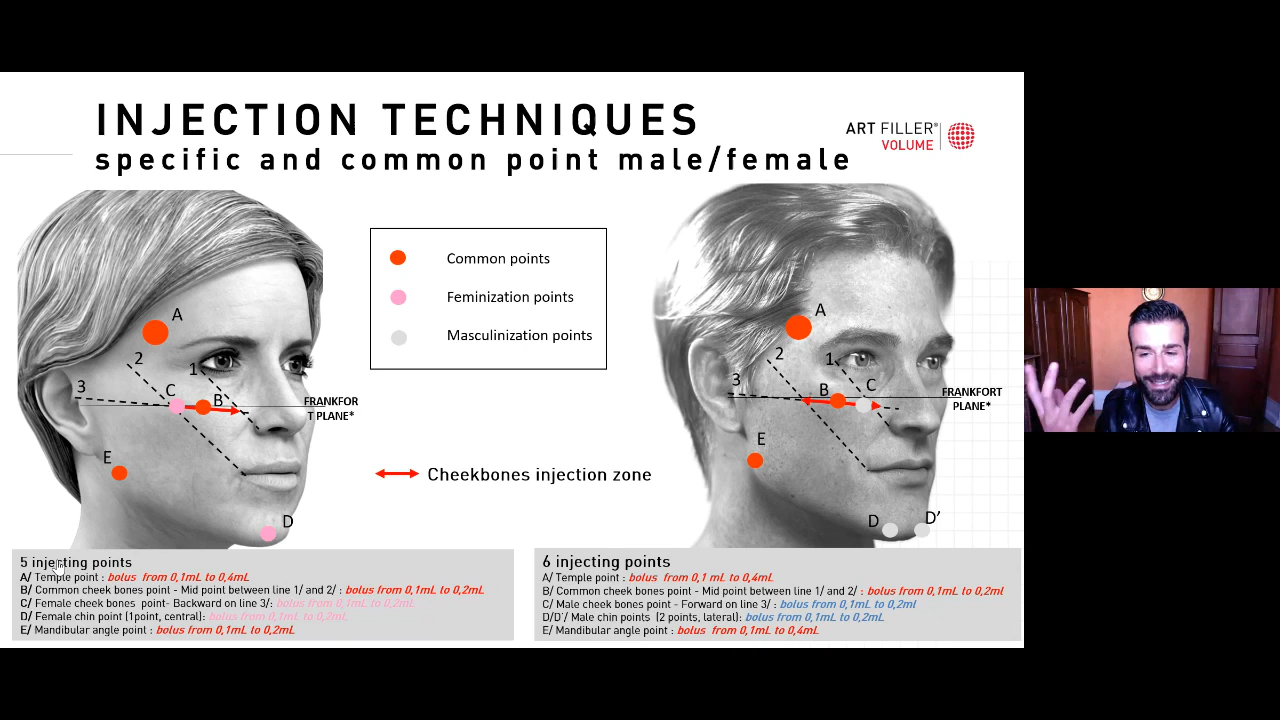 INJECTION TECHNIQUES
specific and common point male/female
ART FILLER®
VOLUME
Common points
Feminization points
Masculinization points
A
2
1
3
C
B
FRANKFOR
T PLANE*
E
D
Cheekbones injection zone
A
2
1
3
B
C
FRANKFORT
PLANE*
E
D
D’
5 injecting points
A/ Temple point : bolus from 0,1mL to 0,4mL
B/ Common cheek bones point - Mid point between line 1/ and 2/ : bolus from 0,1mL to 0,2mL
C/ Female cheek bones point- Backward on line 3/: bolus from 0,1mL to 0,2mL
D/ Female chin point [1point, central): bolus from 0,1mL to 0,2mL
E/ Mandibular angle point : bolus from 0,1mL to 0,2mL
6 injecting points
A/ Temple point : bolus from 0,1 mL to 0,4mL
B/ Common cheek bones point - Mid point between line 1/ and 2/ : bolus from 0,1mL to 0,2ml
C/ Male cheek bones point - Forward on line 3/ : bolus from 0,1mL to 0,2ml
D/D’/ Male chin points (2 points, lateral): bolus from 0,1mL to 0,2mL
E/ Mandibular angle point : bolus from 0,1mL to 0,4mL